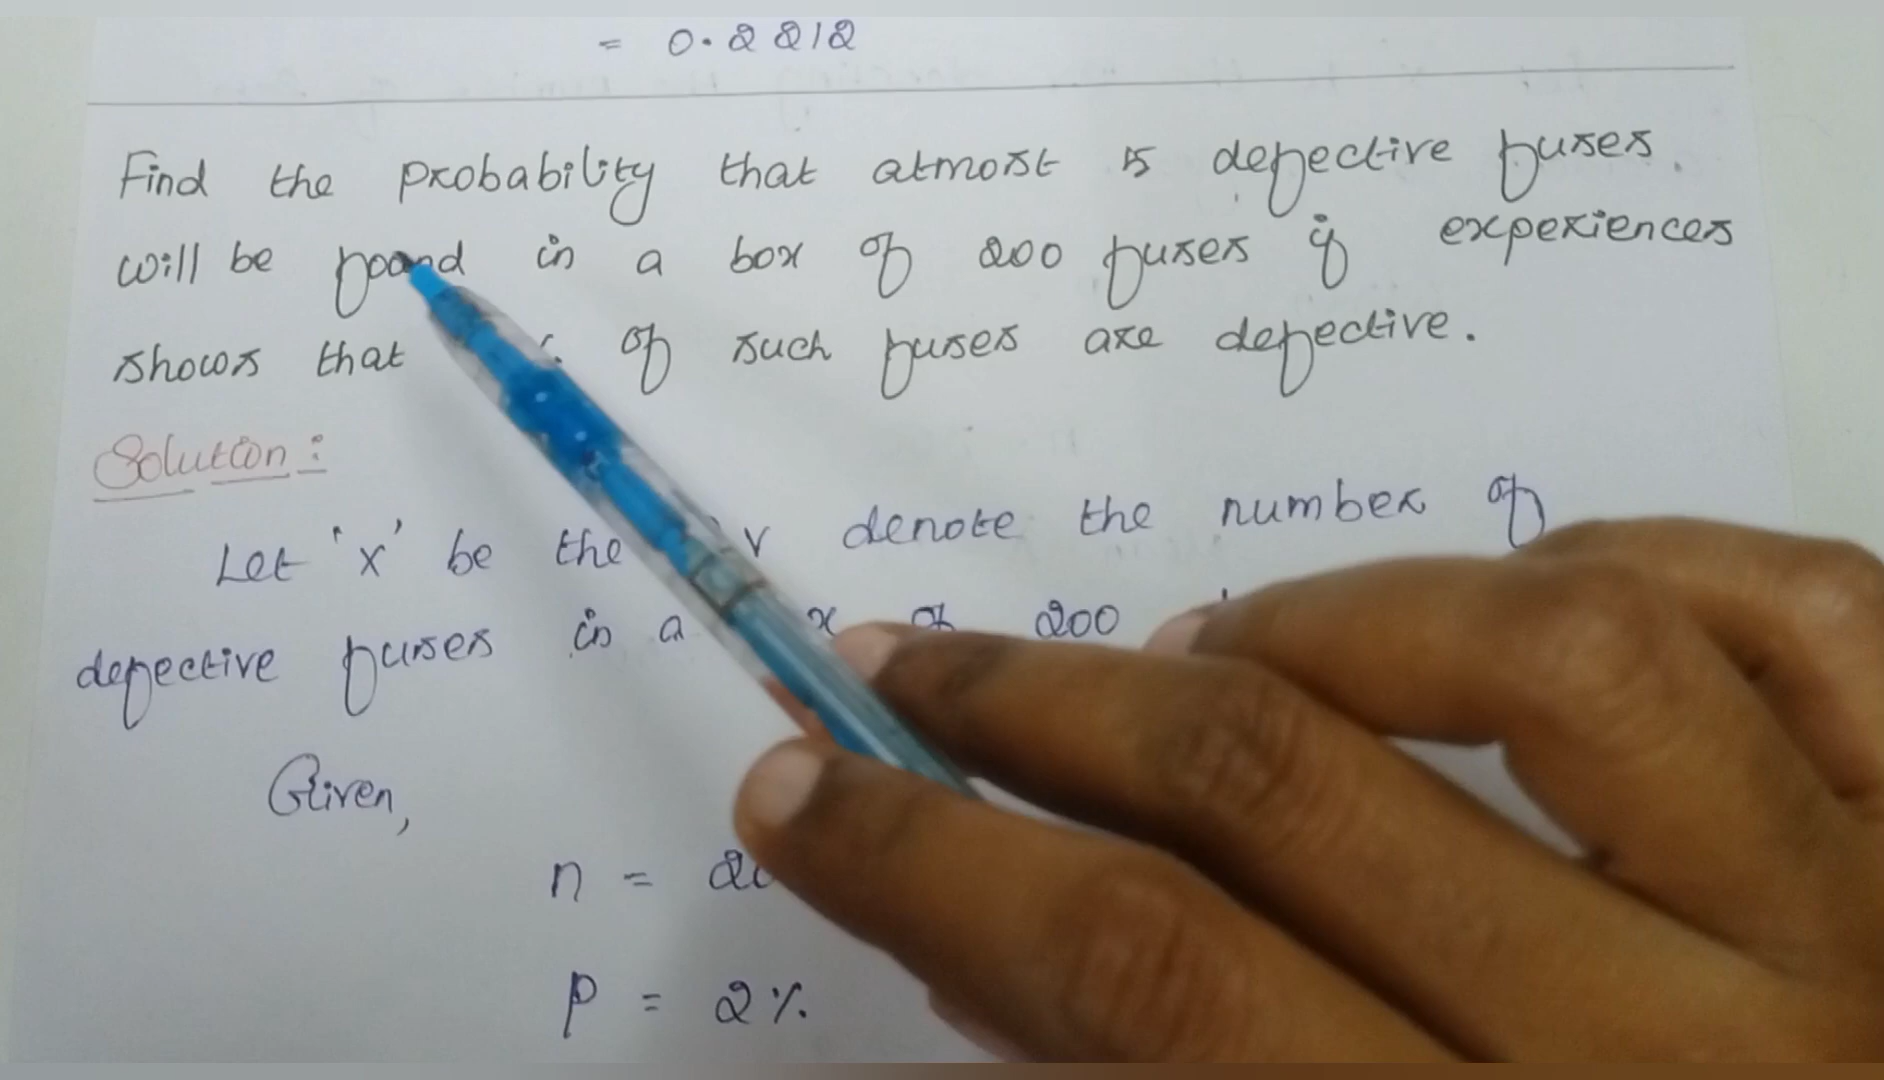 = 0.2212
Find the probability that atmost 5 defective fuses.
will be found in a box of 200 fuses if experiences
shows that of such fuses are defective.
Solution:
Let 'x' be the denote the number of
defective fuses in a of 200
Given,
n =
P = 2%.